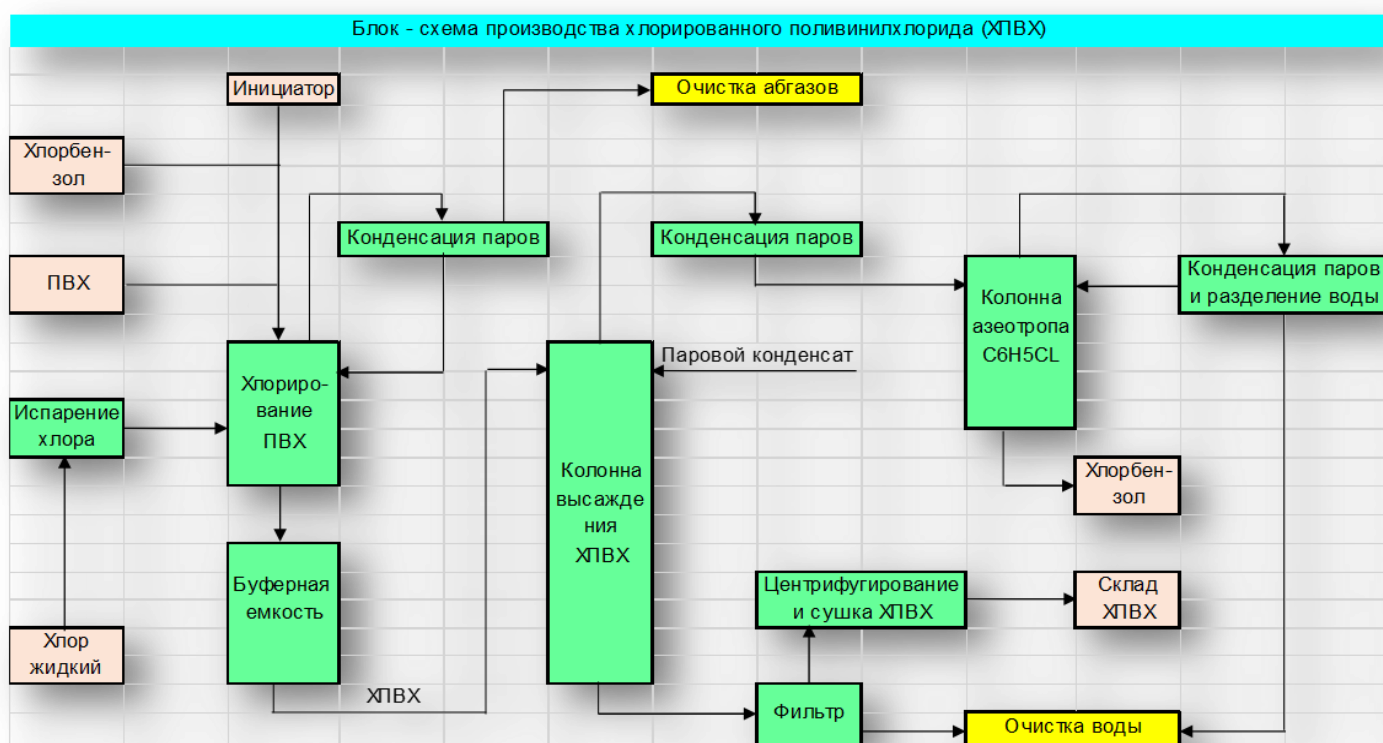 Блок - схема производства хлорированного поливинилхлорида (ХПВХ)
Инициатор
Очистка абгазов
Хлорбен-
зол
Конденсация паров
Конденсация паров
ПВХ
Колонна
азеотропа
C6H5CL
Конденсация паров
и разделение воды
Паровой конденсат
Хлориро-
вание
ПВХ
Испарение
хлора
Колонна
высажде
ния
ХПВХ
Хлорбен-
зол
Буферная
емкость
Центрифугирование
и сушка ХПВХ
Склад
ХПВХ
Хлор
жидкий
ХПВХ
Фильтр
Очистка воды